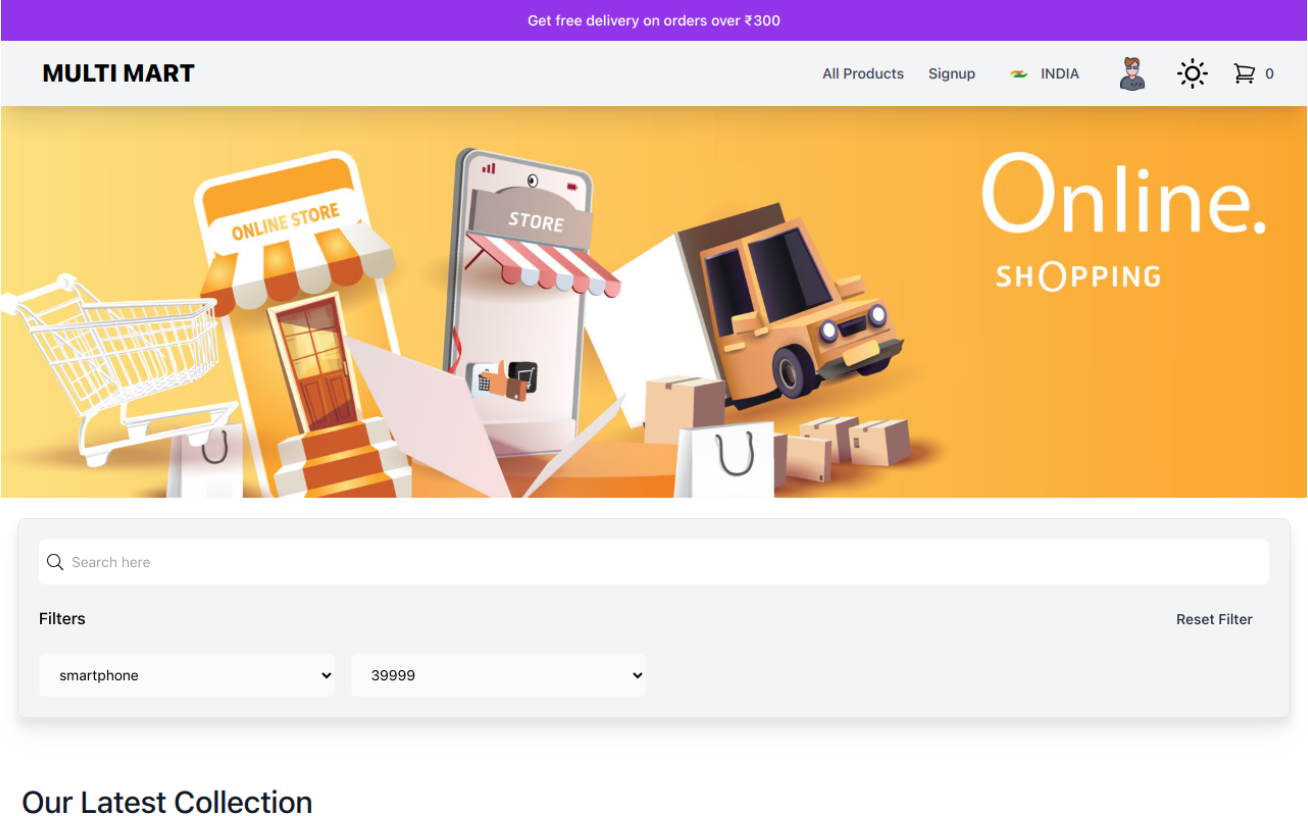 Get free delivery on orders over ₹300
MULTI MART
All Products Signup INDIA 0
Online.
SHOPPING
ONLINE STORE
STORE
Search here
Filters
Reset Filter
smartphone 39999
Our Latest Collection